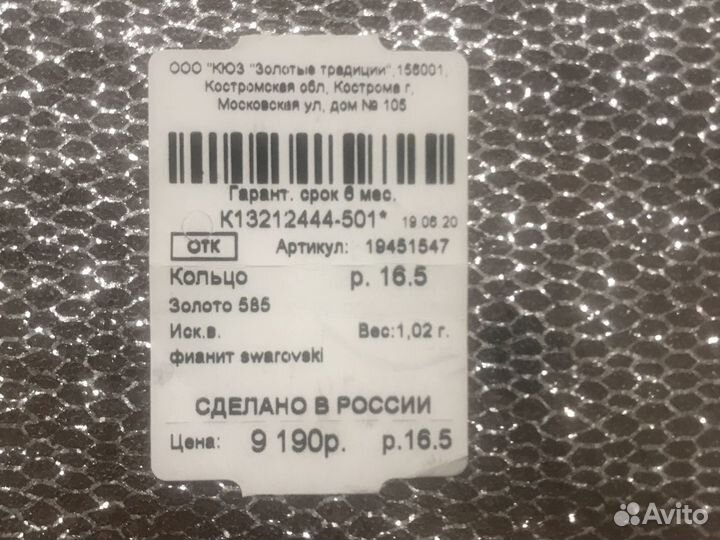 ООО "КЮЗ "Золотые традиции",156001,
Костромская обл, Кострома г,
Московская ул, дом № 105
Гарант. срок 6 мес.
К13212444-501* 19.06.20
ОТК Артикул: 19451547
Кольцо р. 16.5
Золото 585
Иск.в. Вес:1,02 г.
фианит swarovski
СДЕЛАНО В РОССИИ
Цена: 9 190р. р.16.5
Avito